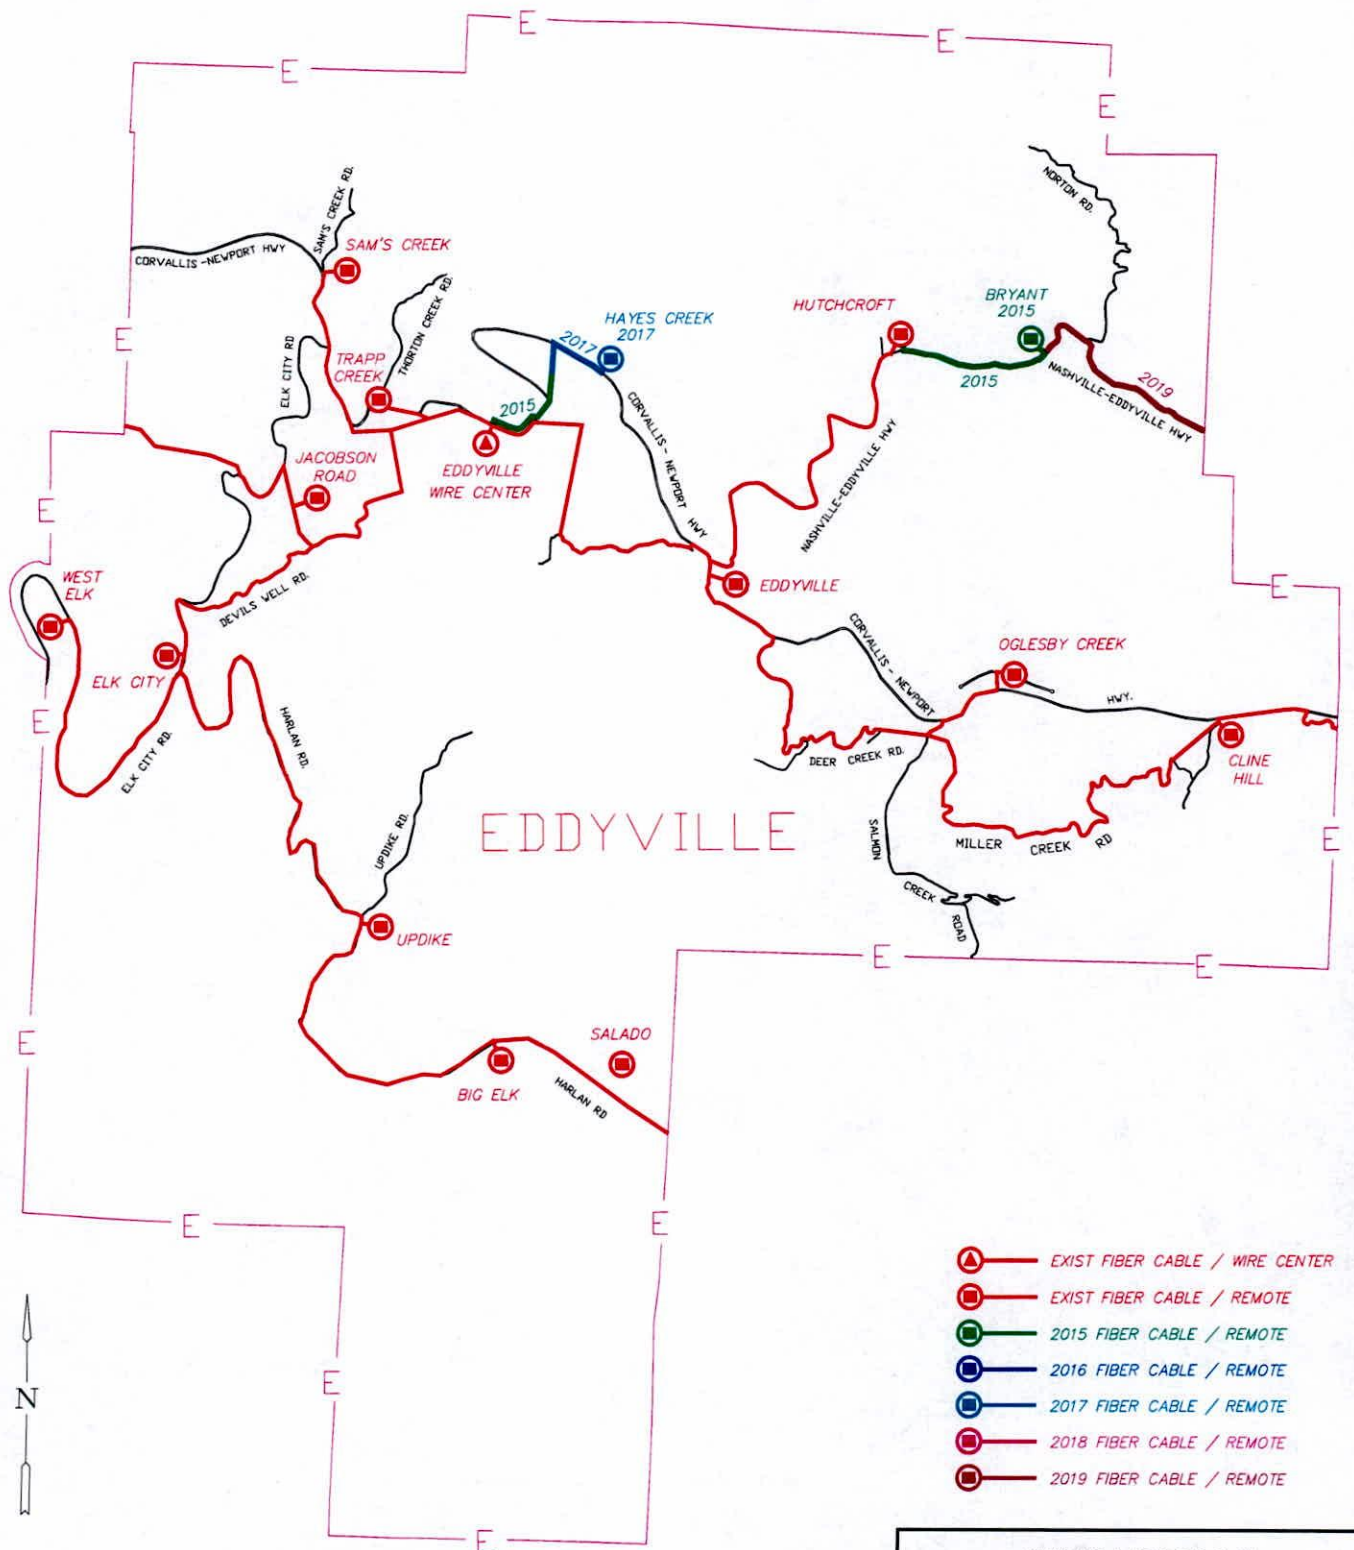 E
E
E
E
NORTON RD.
SAM'S CREEK RD.
SAM'S CREEK
CORVALLIS-NEWPORT HWY
E
THORTON CREEK RD.
HAYES CREEK
2017
2017
HUTCHCROFT
BRYANT
2015
2015
NASHVILLE-EDDYVILLE HWY
2019
ELK CITY RD
TRAPP
CREEK
2015
EDDYVILLE
WIRE CENTER
CORVALLIS - NEWPORT HWY
NASHVILLE-EDDYVILLE HWY
JACOBSON
ROAD
E
WEST
ELK
DEVILS WELL RD.
EDDYVILLE
E
ELK CITY
CORVALLIS - NEWPORT
HWY.
OGLESBY CREEK
E
HARLAN RD.
ELK CITY RD.
DEER CREEK RD.
CLINE
HILL
UPDIKE RD.
EDDYVILLE
SALMON
CREEK
ROAD
MILLER CREEK RD
E
UPDIKE
E
E
E
SALADO
BIG ELK
HARLAN RD
E
E
E
E
N
EXIST FIBER CABLE / WIRE CENTER
EXIST FIBER CABLE / REMOTE
2015 FIBER CABLE / REMOTE
2016 FIBER CABLE / REMOTE
2017 FIBER CABLE / REMOTE
2018 FIBER CABLE / REMOTE
2019 FIBER CABLE / REMOTE